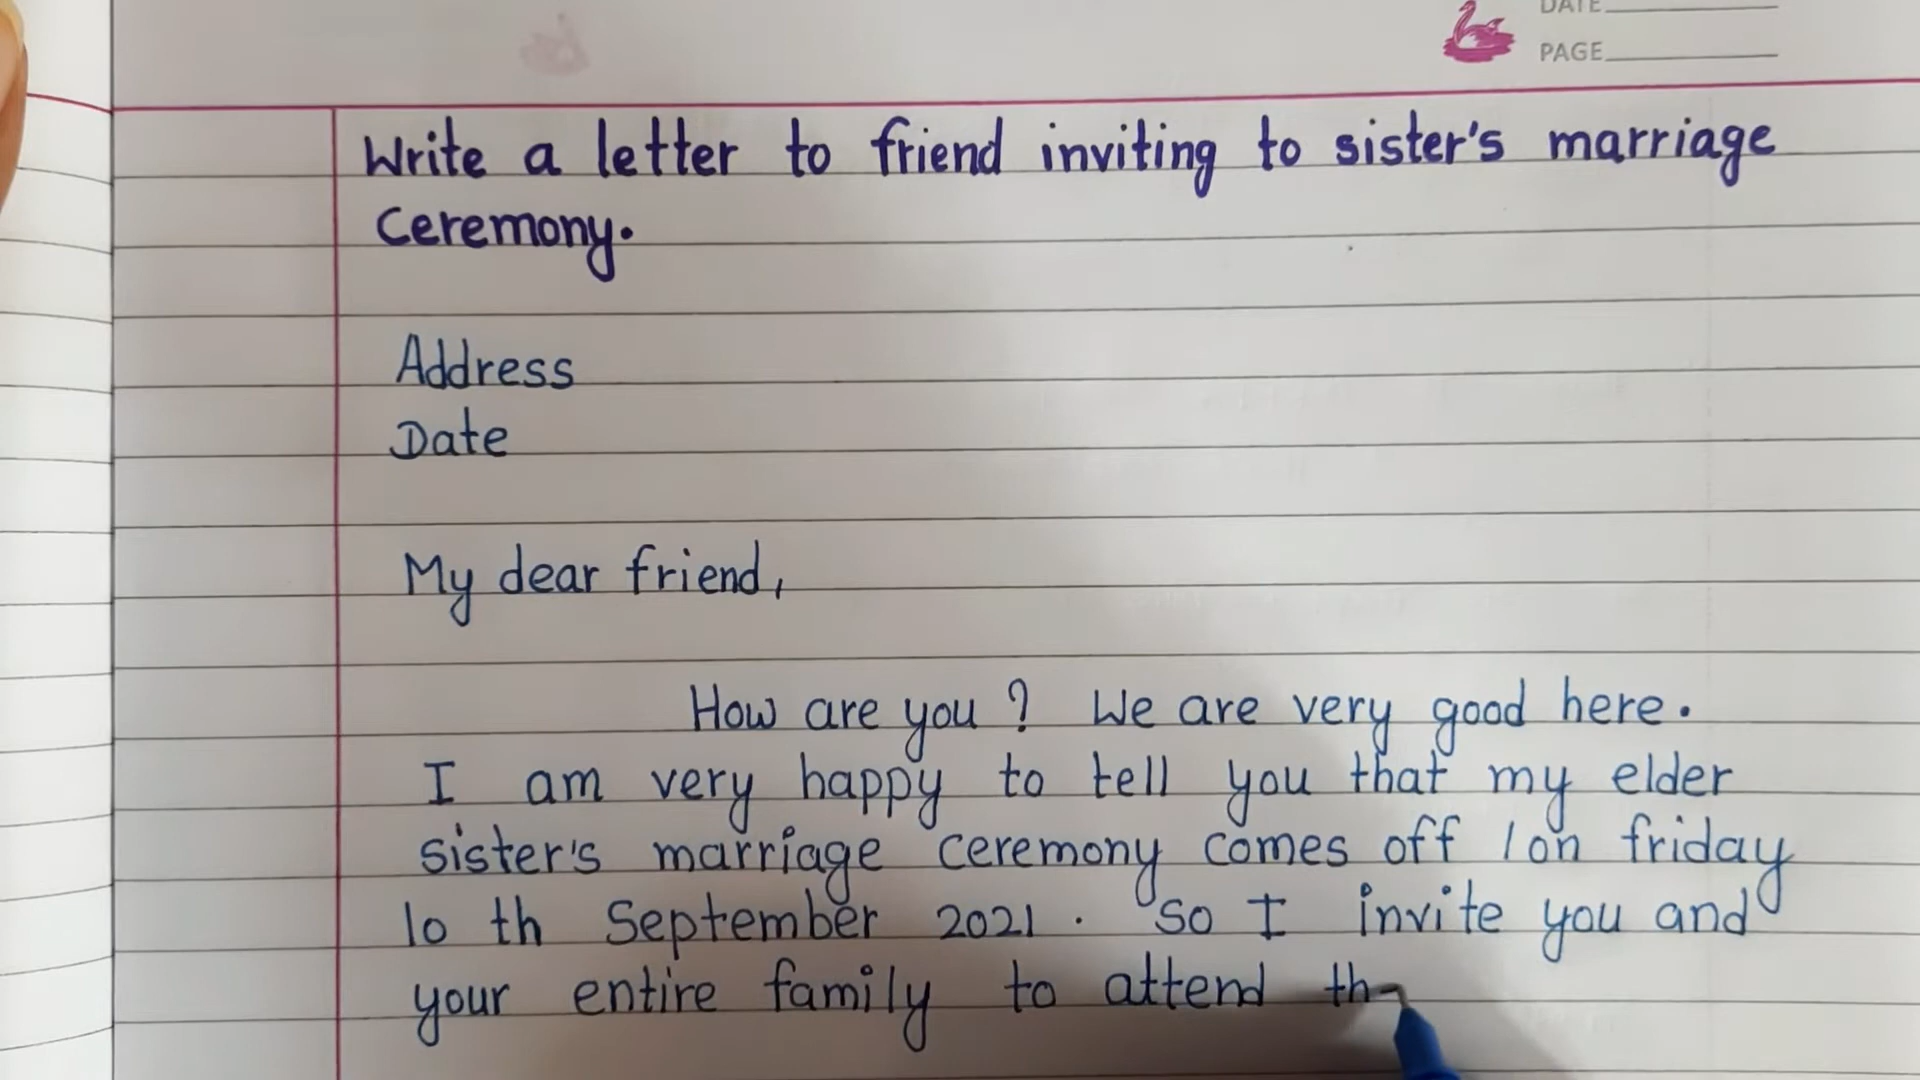 DATE
PAGE
Write a letter to friend inviting to sister's marriage
ceremony.
Address
Date
My dear friend,
How are you ? We are very good here.
I am very happy to tell you that my elder
sister's marriage ceremony comes off / on friday
10 th September 2021 . So I invite you and
your entire family to attend th